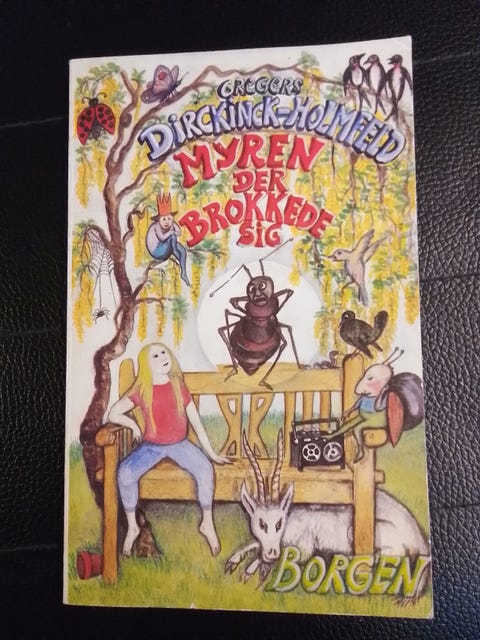 GREGERS
DIRCKINCK-HOLMFELD
MYREN
DER
BROKKEDE
SIG
BORGEN